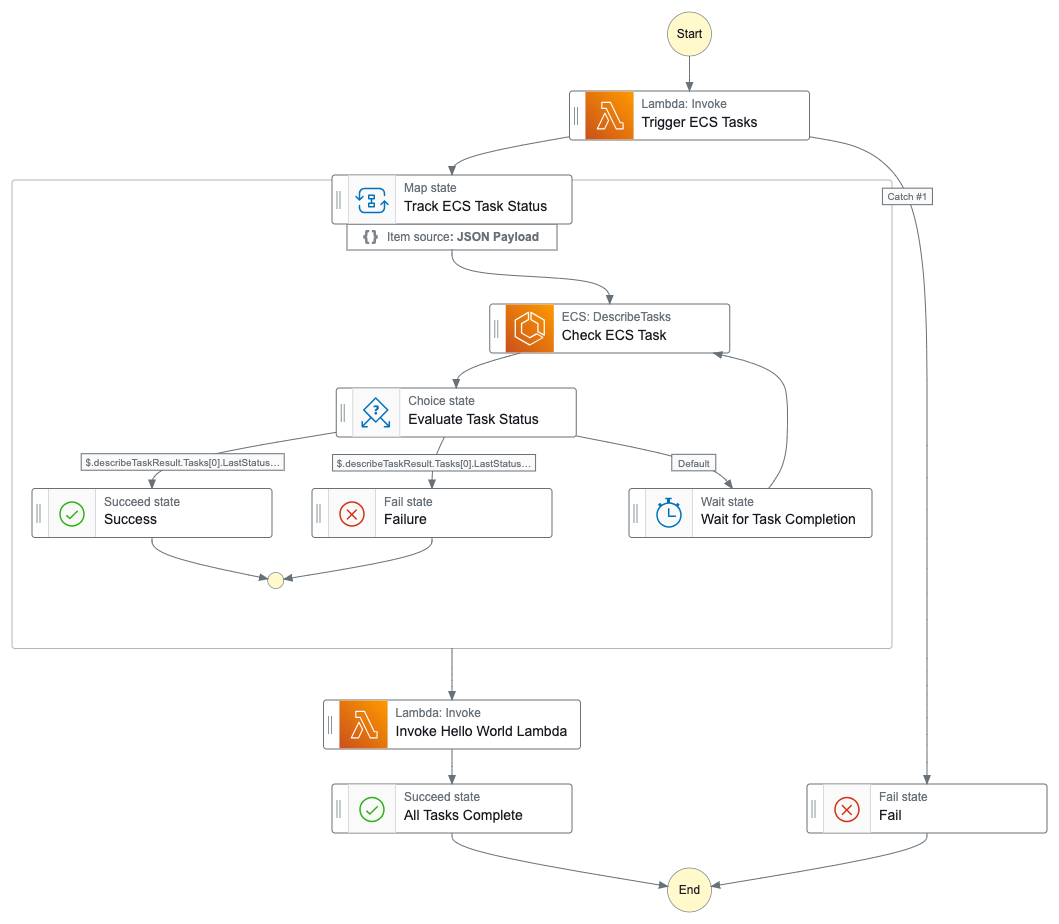 Start
Lambda: Invoke
Trigger ECS Tasks
Catch #1
Map state
Track ECS Task Status
{} Item source: JSON Payload
ECS: DescribeTasks
Check ECS Task
Choice state
Evaluate Task Status
$.describeTaskResult.Tasks[0].LastStatus...
$.describeTaskResult.Tasks[0].LastStatus...
Default
Succeed state
Success
Fail state
Failure
Wait state
Wait for Task Completion
Lambda: Invoke
Invoke Hello World Lambda
Succeed state
All Tasks Complete
Fail state
Fail
End